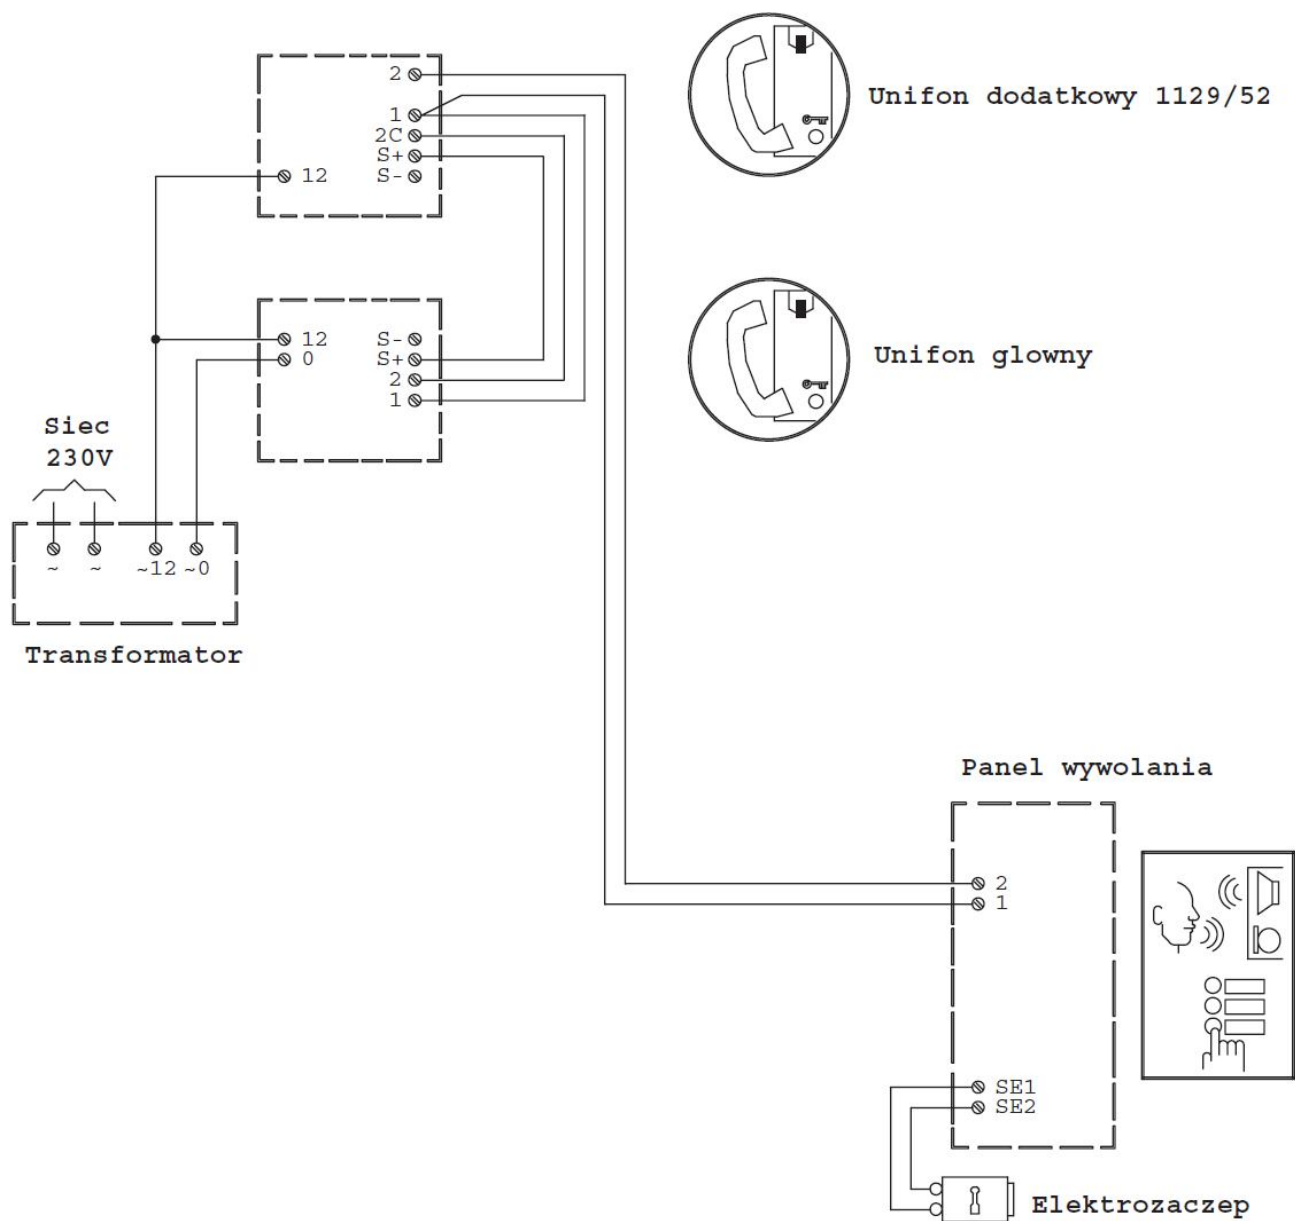 2
1
2C
S+
12 S-
Unifon dodatkowy 1129/52
12 S-
0 S+
2
1
Unifon glowny
Siec
230V
~ ~ ~12 ~0
Transformator
Panel wywolania
2
1
SE1
SE2
Elektrozaczep